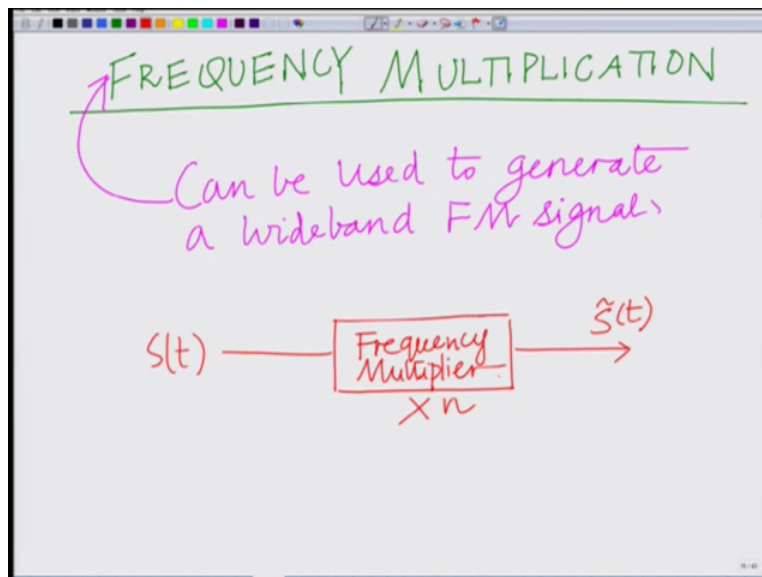 FREQUENCY MULTIPLICATION
Can be used to generate
a wideband FM signal.
S(t)
Frequency
Multiplier
× n
s̃(t)